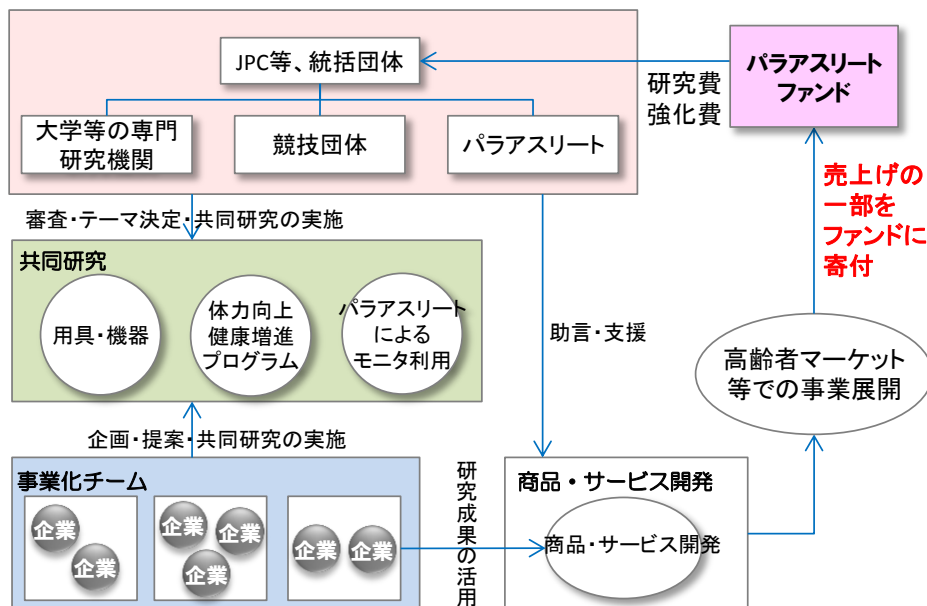 JPC等、統括団体
大学等の専門
研究機関
競技団体
パラアスリート
研究費
強化費
パラアスリート
ファンド
売上げの
一部を
ファンドに
寄付
審査・テーマ決定・共同研究の実施
共同研究
用具・機器
体力向上
健康増進
プログラム
パラアスリート
による
モニタ利用
助言・支援
高齢者マーケット
等での事業展開
企画・提案・共同研究の実施
事業化チーム
企業
企業
企業
企業
企業
企業
企業
研究成果の活用
商品・サービス開発
商品・サービス開発